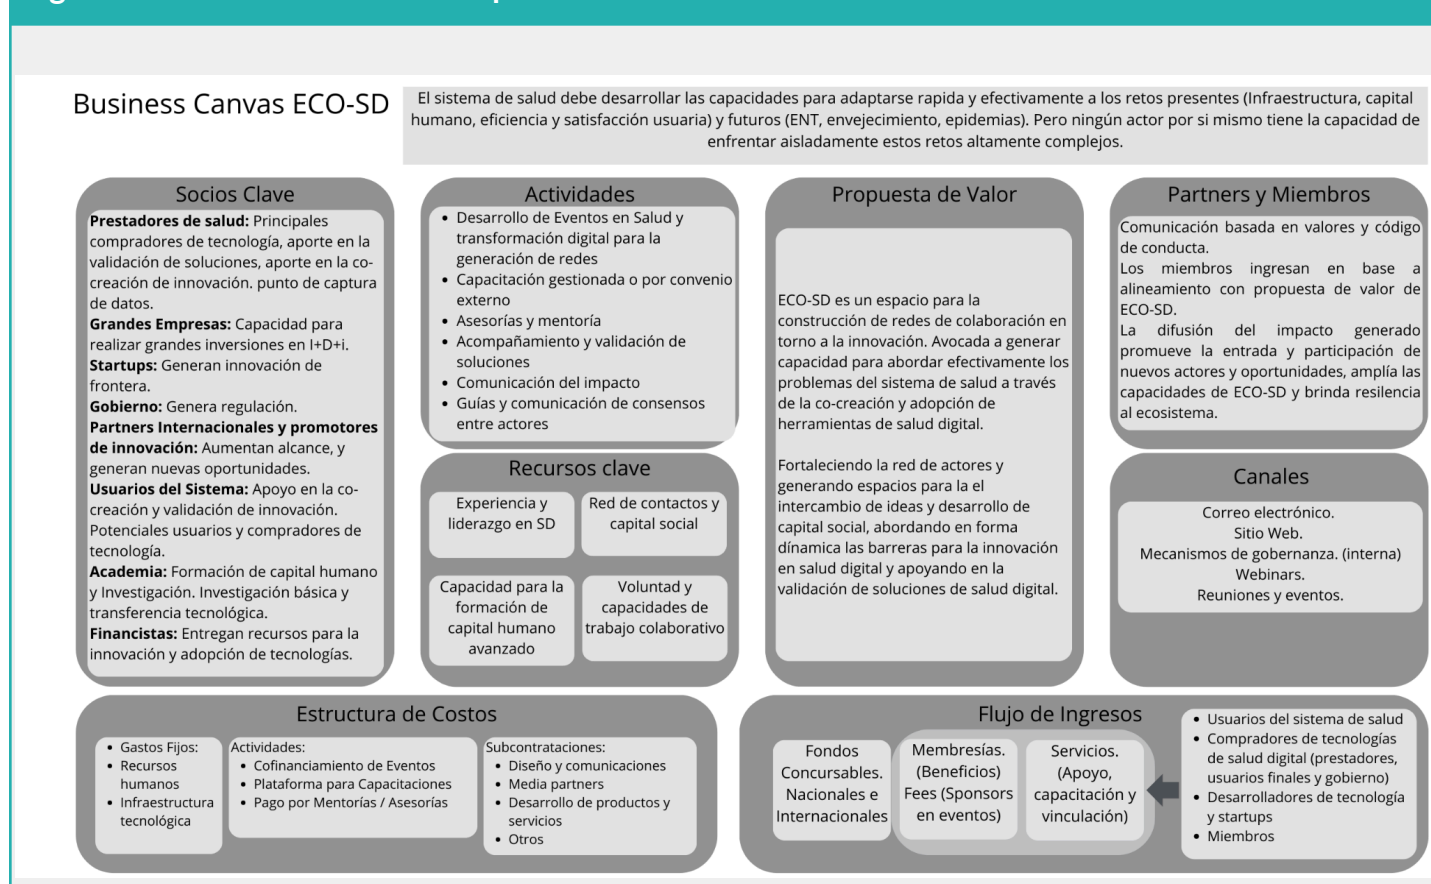 Business Canvas ECO-SD
El sistema de salud debe desarrollar las capacidades para adaptarse rapida y efectivamente a los retos presentes (Infraestructura, capital
humano, eficiencia y satisfacción usuaria) y futuros (ENT, envejecimiento, epidemias). Pero ningún actor por si mismo tiene la capacidad de
enfrentar aisladamente estos retos altamente complejos.
Socios Clave
Prestadores de salud: Principales
compradores de tecnología, aporte en la
validación de soluciones, aporte en la co-
creación de innovación. punto de captura
de datos.
Grandes Empresas: Capacidad para
realizar grandes inversiones en I+D+i.
Startups: Generan innovación de
frontera.
Gobierno: Genera regulación.
Partners Internacionales y promotores
de innovación: Aumentan alcance, y
generan nuevas oportunidades.
Usuarios del Sistema: Apoyo en la co-
creación y validación de innovación.
Potenciales usuarios y compradores de
tecnología.
Academia: Formación de capital humano
y Investigación. Investigación básica y
transferencia tecnológica.
Financistas: Entregan recursos para la
innovación y adopción de tecnologías.
Actividades
• Desarrollo de Eventos en Salud y
transformación digital para la
generación de redes
• Capacitación gestionada o por convenio
externo
• Asesorías y mentoría
• Acompañamiento y validación de
soluciones
• Comunicación del impacto
• Guías y comunicación de consensos
entre actores
Recursos clave
Experiencia y
liderazgo en SD
Red de contactos y
capital social
Capacidad para la
formación de
capital humano
avanzado
Voluntad y
capacidades de
trabajo colaborativo
Propuesta de Valor
ECO-SD es un espacio para la
construcción de redes de colaboración en
torno a la innovación. Avocada a generar
capacidad para abordar efectivamente los
problemas del sistema de salud a través
de la co-creación y adopción de
herramientas de salud digital.
Fortaleciendo la red de actores y
generando espacios para la el
intercambio de ideas y desarrollo de
capital social, abordando en forma
dínamica las barreras para la innovación
en salud digital y apoyando en la
validación de soluciones de salud digital.
Partners y Miembros
Comunicación basada en valores y código
de conducta.
Los miembros ingresan en base a
alineamiento con propuesta de valor de
ECO-SD.
La difusión del impacto generado
promueve la entrada y participación de
nuevos actores y oportunidades, amplía las
capacidades de ECO-SD y brinda resilencia
al ecosistema.
Canales
Correo electrónico.
Sitio Web.
Mecanismos de gobernanza. (interna)
Webinars.
Reuniones y eventos.
Estructura de Costos
• Gastos Fijos:
• Recursos
humanos
• Infraestructura
tecnológica
Actividades:
• Cofinanciamiento de Eventos
• Plataforma para Capacitaciones
• Pago por Mentorías / Asesorías
Subcontrataciones:
• Diseño y comunicaciones
• Media partners
• Desarrollo de productos y
servicios
• Otros
Flujo de Ingresos
Fondos
Concursables.
Nacionales e
Internacionales
Membresías.
(Beneficios)
Fees (Sponsors
en eventos)
Servicios.
(Apoyo,
capacitación y
vinculación)
• Usuarios del sistema de salud
• Compradores de tecnologías
de salud digital (prestadores,
usuarios finales y gobierno)
• Desarrolladores de tecnología
y startups
• Miembros